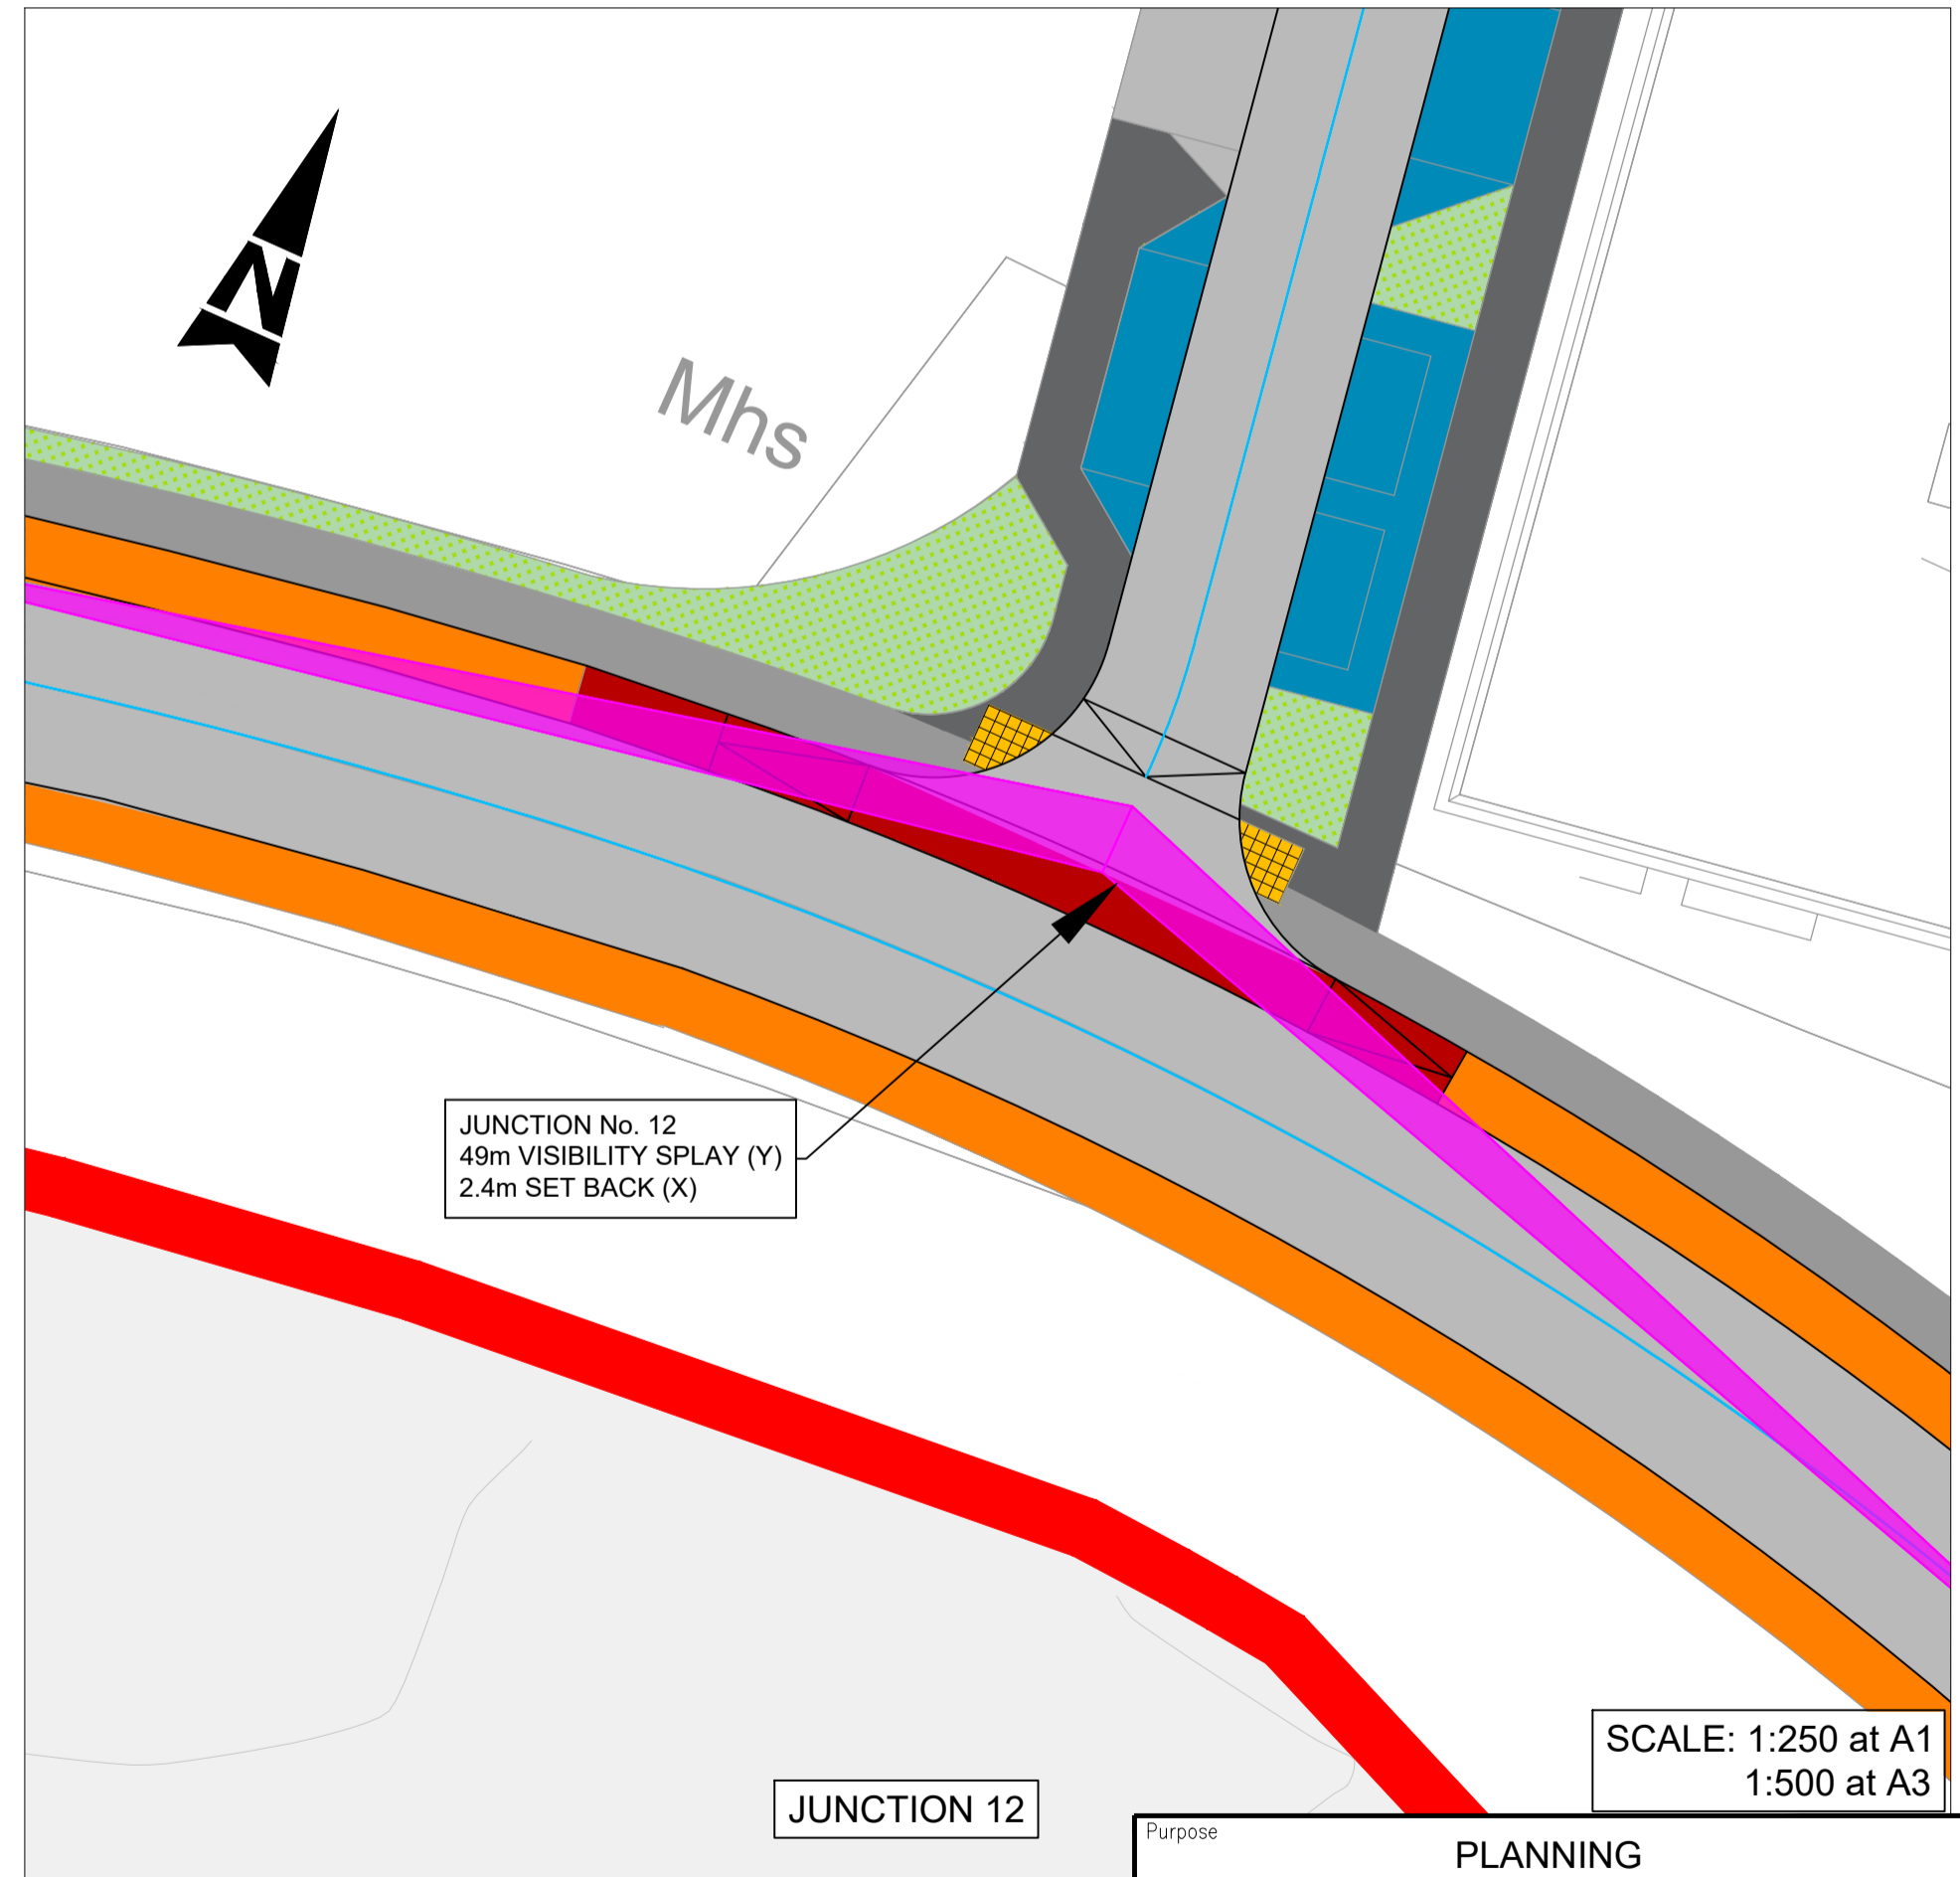 N
Mhs
JUNCTION No. 12
49m VISIBILITY SPLAY (Y)
2.4m SET BACK (X)
SCALE: 1:250 at A1
1:500 at A3
JUNCTION 12
Purpose
PLANNING